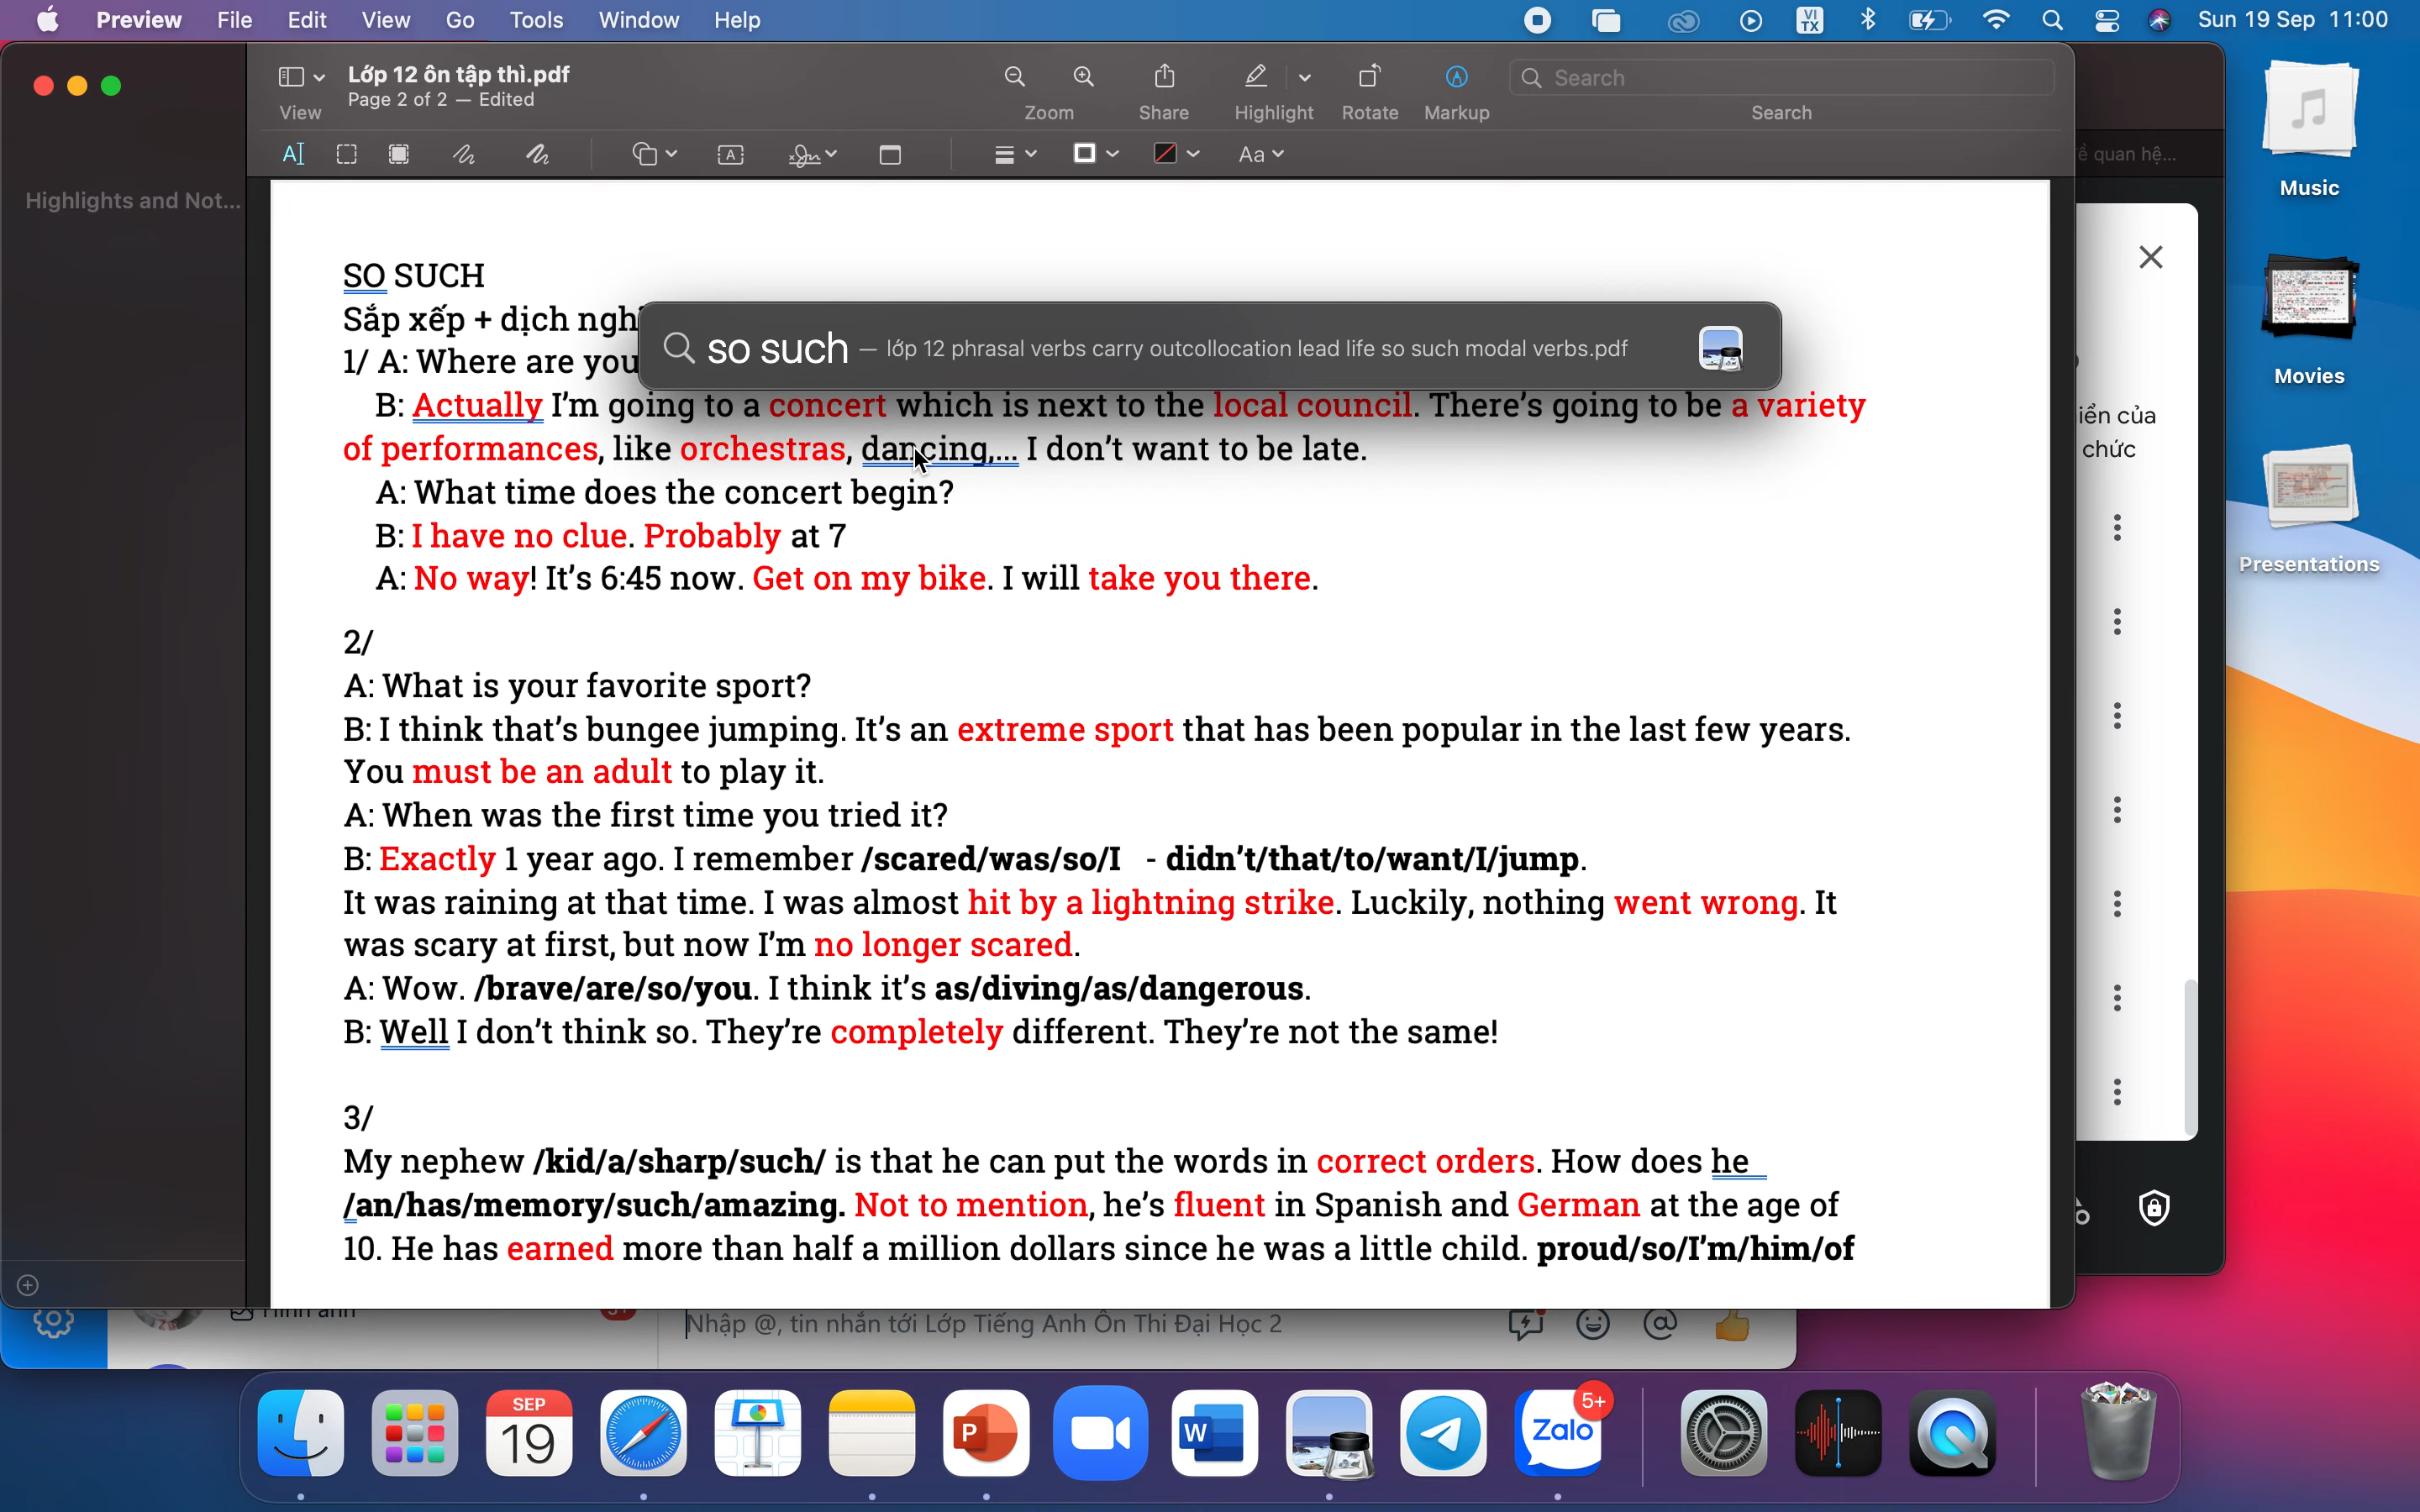 Preview File Edit View Go Tools Window Help
VI TX
Sun 19 Sep 11:00
Lớp 12 ôn tập thì.pdf
Page 2 of 2 — Edited
View
Zoom
Share
Highlight
Rotate
Markup
Search
Search
Highlights and Not...
A
Aa
quan hệ...
SO SUCH
Sắp xếp + dịch
1/ A: Where are you
so such — lớp 12 phrasal verbs carry outcollocation lead life so such modal verbs.pdf
B: Actually I'm going to a concert which is next to the local council. There's going to be a variety
of performances, like orchestras, dancing,... I don't want to be late.
A: What time does the concert begin?
B: I have no clue. Probably at 7
A: No way! It's 6:45 now. Get on my bike. I will take you there.
2/
A: What is your favorite sport?
B: I think that's bungee jumping. It's an extreme sport that has been popular in the last few years.
You must be an adult to play it.
A: When was the first time you tried it?
B: Exactly 1 year ago. I remember /scared/was/so/I - didn't/that/to/want/I/jump.
It was raining at that time. I was almost hit by a lightning strike. Luckily, nothing went wrong. It
was scary at first, but now I'm no longer scared.
A: Wow. /brave/are/so/you. I think it's as/diving/as/dangerous.
B: Well I don't think so. They're completely different. They're not the same!
3/
My nephew /kid/a/sharp/such/ is that he can put the words in correct orders. How does he
/an/has/memory/such/amazing. Not to mention, he's fluent in Spanish and German at the age of
10. He has earned more than half a million dollars since he was a little child. proud/so/I'm/him/of
của
chức
Music
Movies
Presentations
Hình ảnh
5+
Nhập @, tin nhắn tới Lớp Tiếng Anh Ôn Thi Đại Học 2
SEP
19
P
W
Zalo
5+